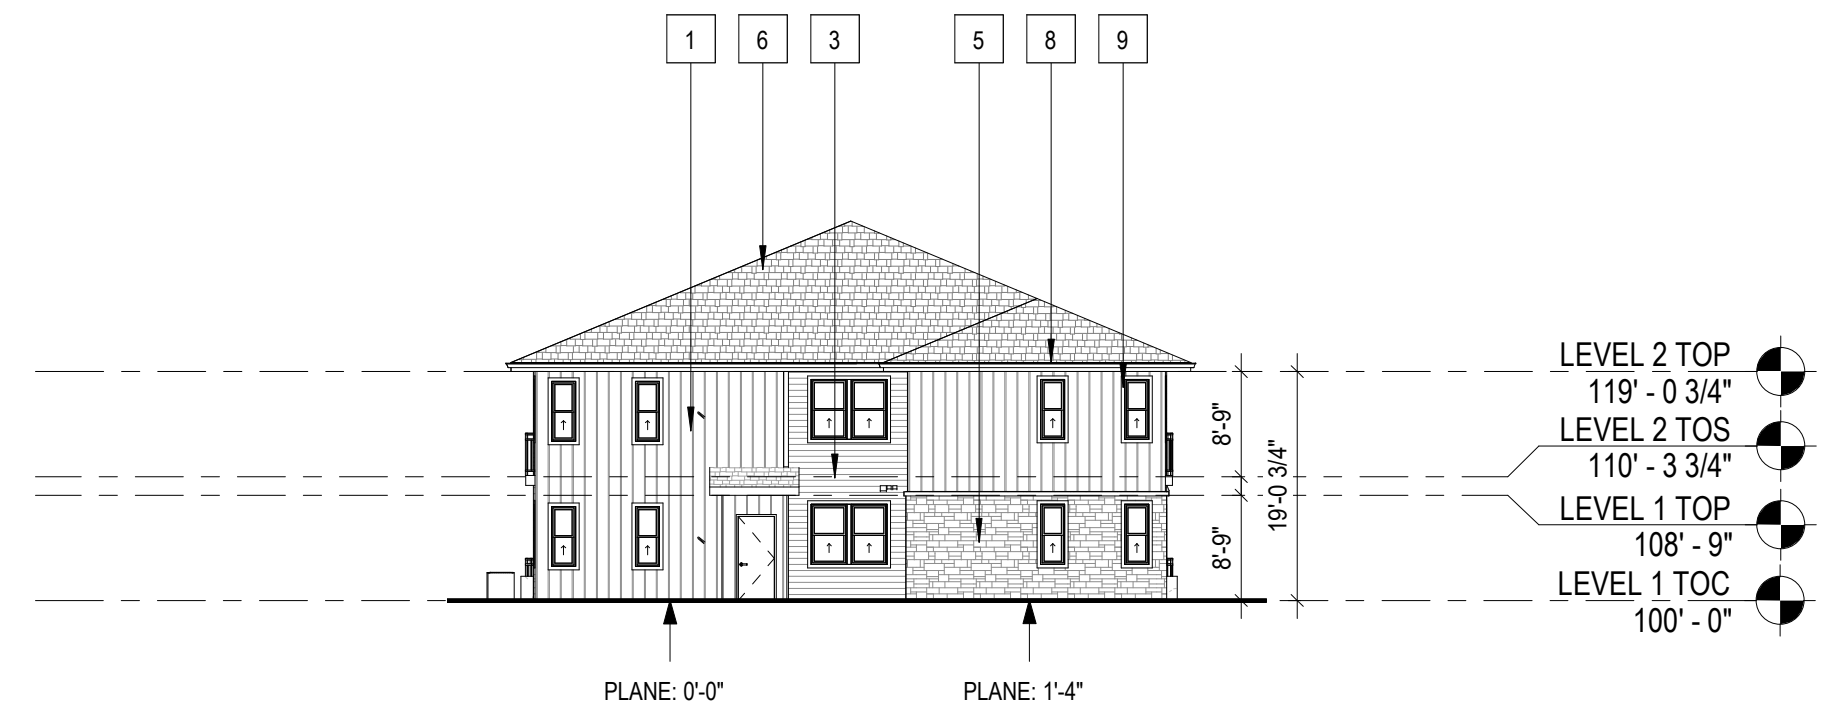 1 6 3 5 8 9
LEVEL 2 TOP
119' - 0 3/4"
LEVEL 2 TOS
110' - 3 3/4"
LEVEL 1 TOP
108' - 9"
LEVEL 1 TOC
100' - 0"
8'-9"
8'-9"
19'-0 3/4"
PLANE: 0'-0" PLANE: 1'-4"